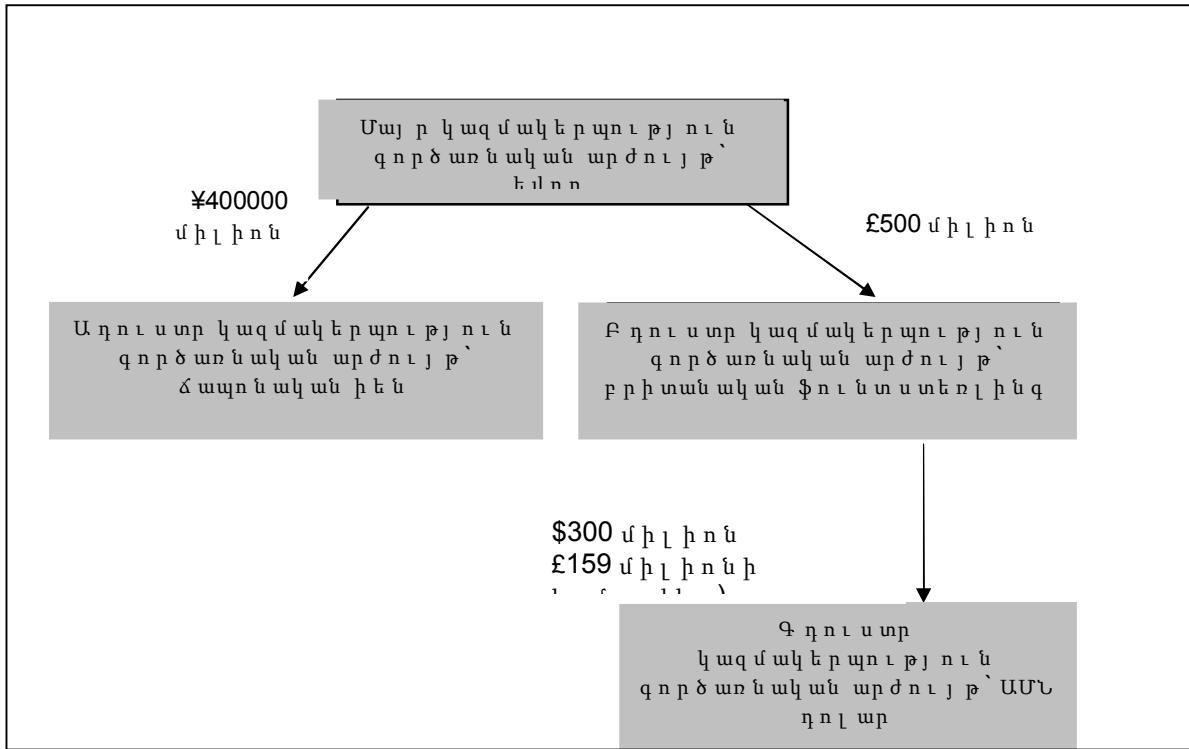 Մայր կազմակերպություն
գործառնական արժույթ՝
եվրո
¥400000
միլիոն
£500 միլիոն
Ա դուստր կազմակերպություն
գործառնական արժույթ՝
ճապոնական իեն
Բ դուստր կազմակերպություն
գործառնական արժույթ՝
բրիտանական ֆունտ ստեռլինգ
$300 միլիոն
£159 միլիոնի
Գ դուստր
կազմակերպություն
գործառնական արժույթ՝ ԱՄՆ
դոլար